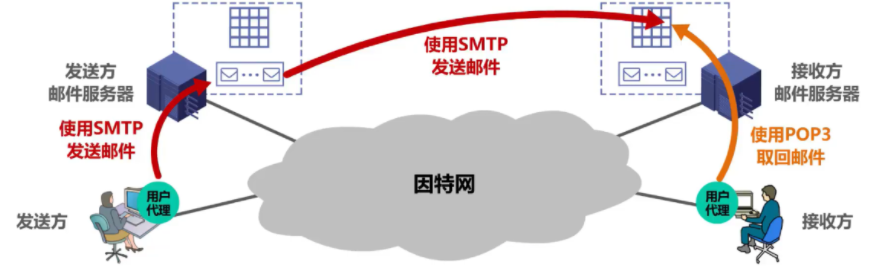 使用SMTP
发送邮件
发送方
邮件服务器
接收方
邮件服务器
使用SMTP
发送邮件
使用POP3
取回邮件
因特网
发送方
用户
代理
用户
代理
接收方